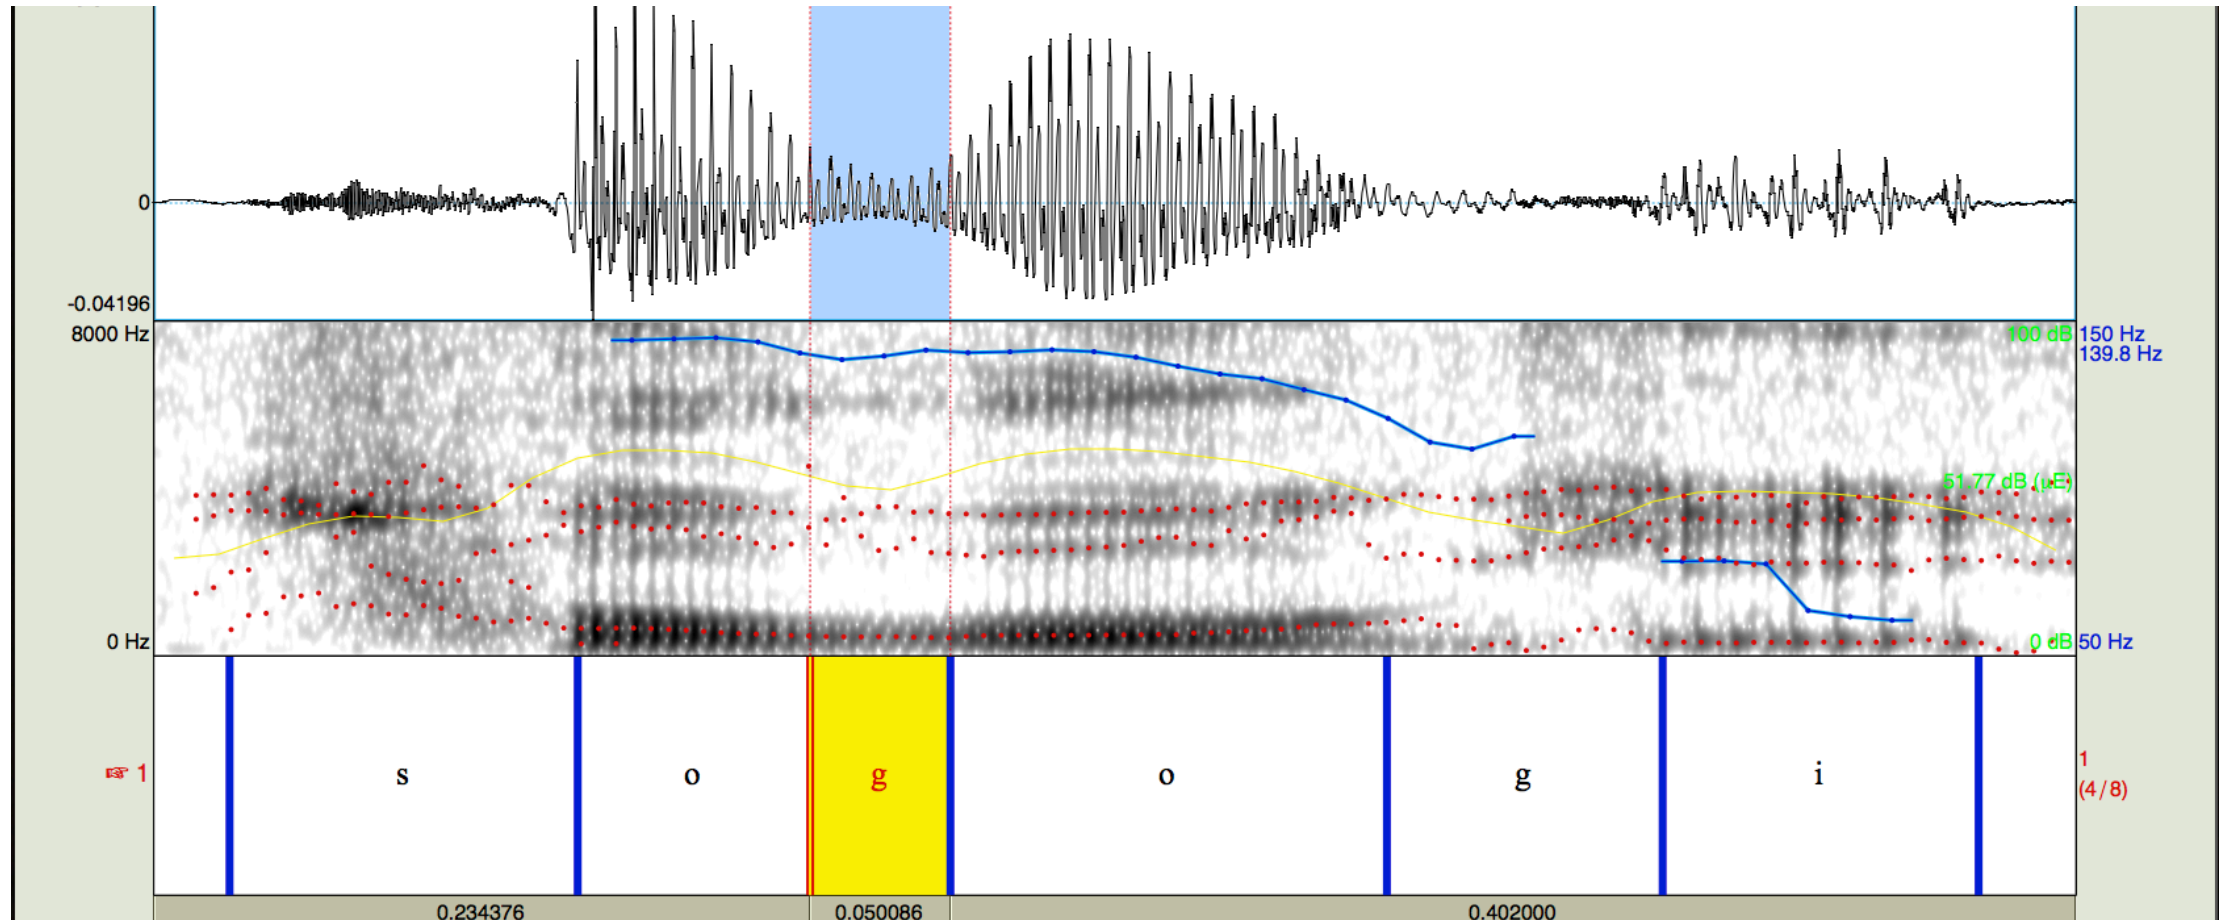 0
-0.04196
8000 Hz
100 dB
150 Hz
139.8 Hz
51.77 dB (µE)
0 Hz
0 dB
50 Hz
☞ 1
s
o
g
o
g
i
1
(4/8)
0.234376
0.050086
0.402000